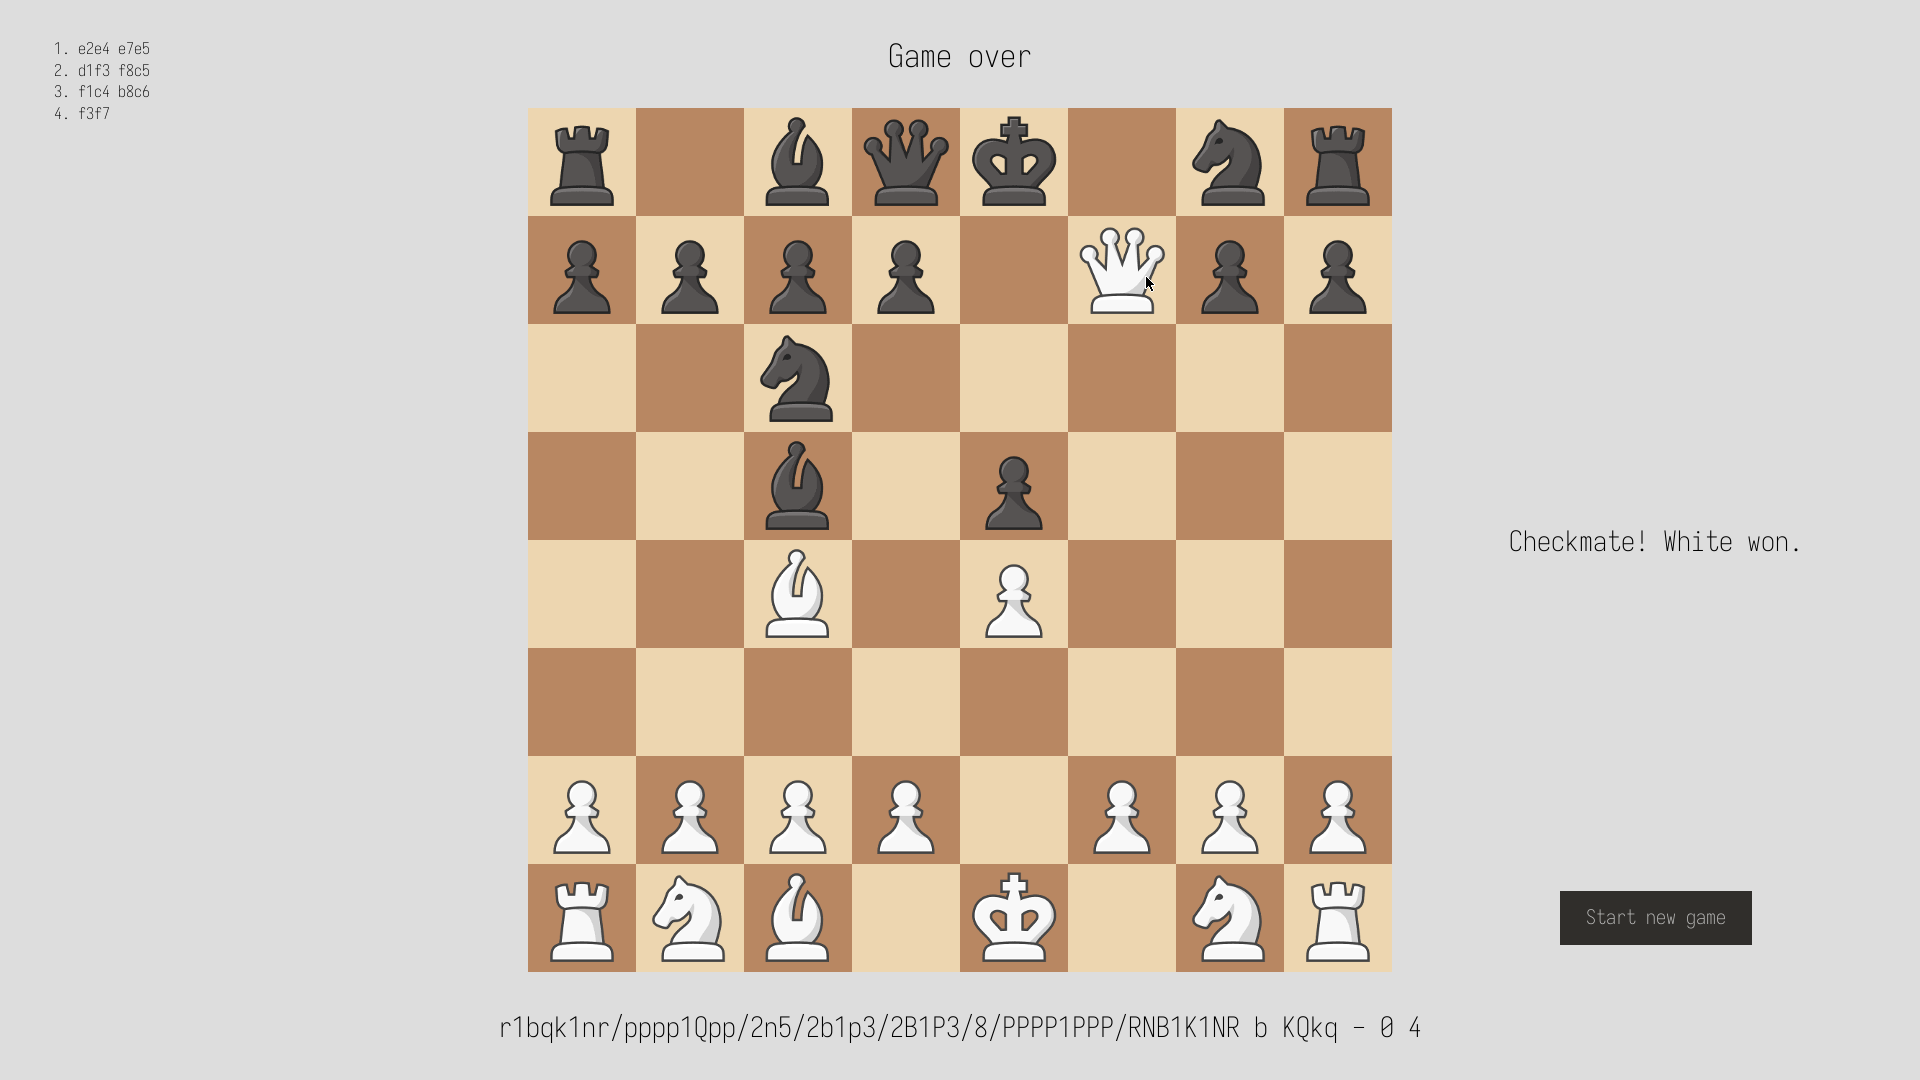 1. e2e4 e7e5
2. d1f3 f8c5
3. f1c4 b8c6
4. f3f7
Game over
Checkmate! White won.
Start new game
r1bqk1nr/pppp1Qpp/2n5/2b1p3/2B1P3/8/PPPP1PPP/RNB1K1NR b KQkq - 0 4